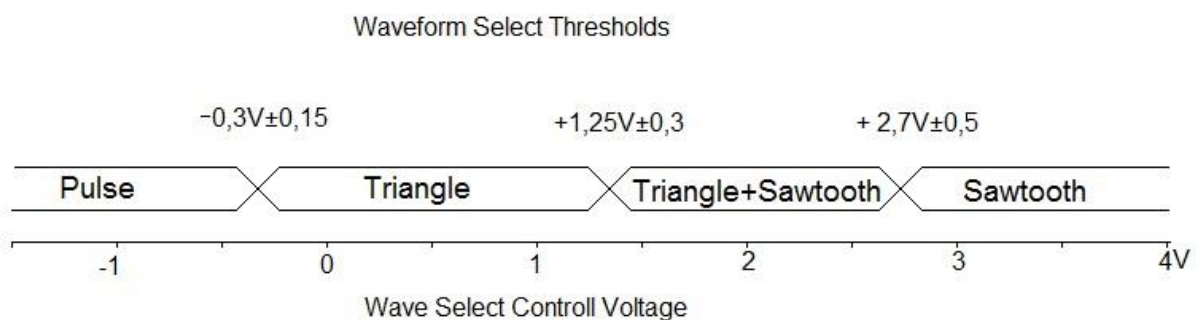 Waveform Select Thresholds
−0,3V±0,15 +1,25V±0,3 + 2,7V±0,5
Pulse Triangle Triangle+Sawtooth Sawtooth
-1 0 1 2 3 4V
Wave Select Controll Voltage